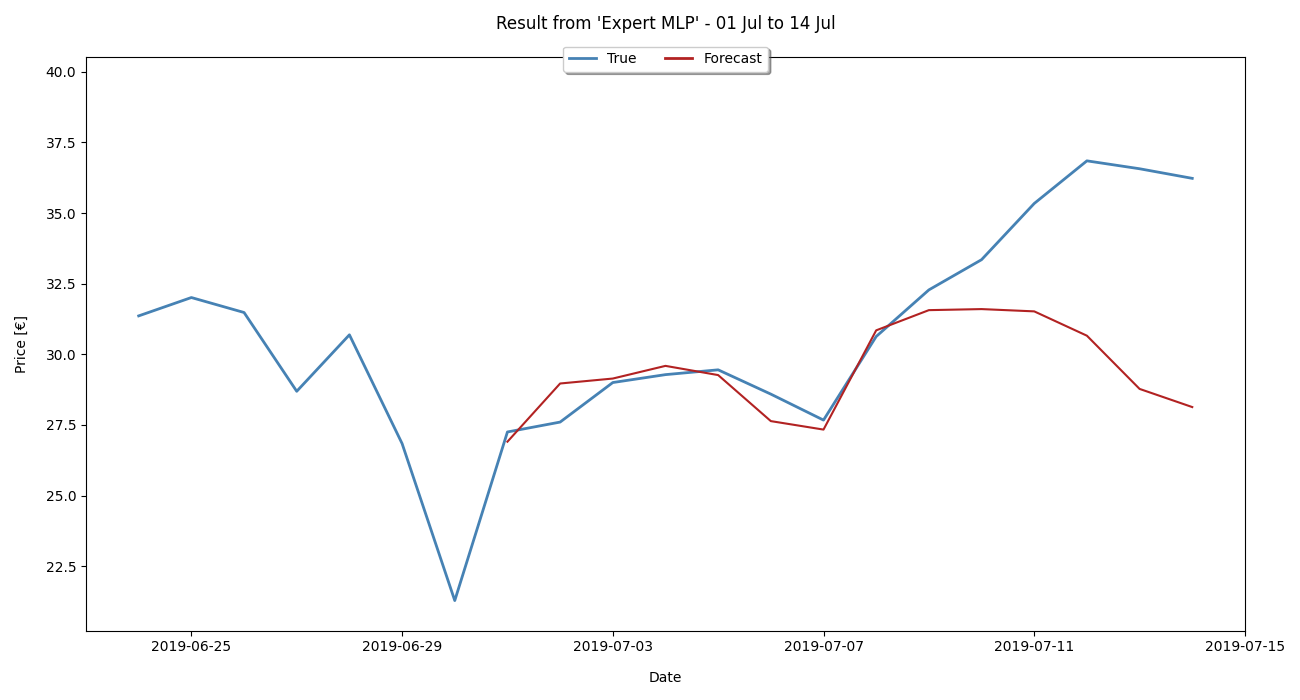 Result from 'Expert MLP' - 01 Jul to 14 Jul
True Forecast
40.0
37.5
35.0
32.5
30.0
27.5
25.0
22.5
Price [€]
2019-06-25 2019-06-29 2019-07-03 2019-07-07 2019-07-11 2019-07-15
Date